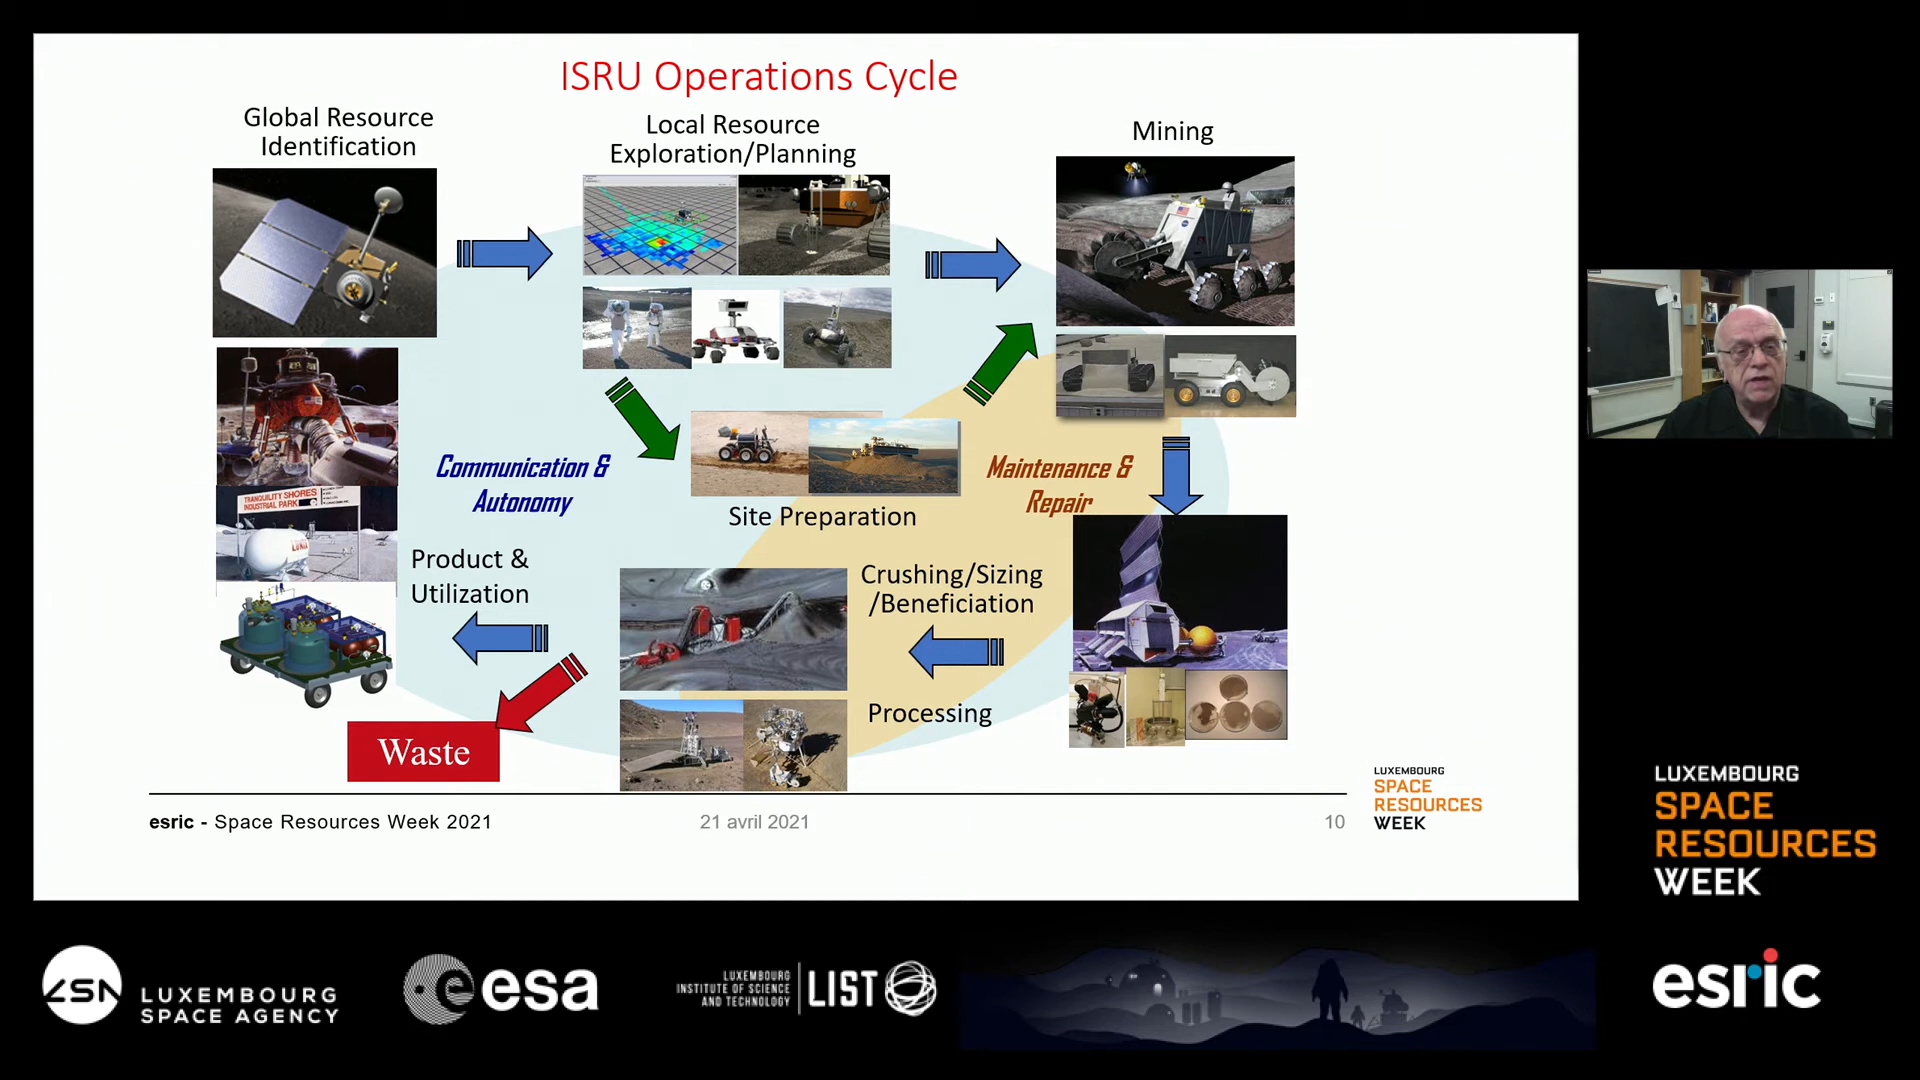 ISRU Operations Cycle
Global Resource
Identification
Local Resource
Exploration/Planning
Mining
Communication &
Autonomy
Maintenance &
Repair
Site Preparation
TRANQUILITY SHORES
INDUSTRIAL PARK
Product &
Utilization
Crushing/Sizing
/Beneficiation
Processing
Waste
esric - Space Resources Week 2021
21 avril 2021
10
LUXEMBOURG
SPACE
RESOURCES
WEEK
LUXEMBOURG
SPACE
RESOURCES
WEEK
LSA
LUXEMBOURG
SPACE AGENCY
esa
LUXEMBOURG
INSTITUTE OF SCIENCE
AND TECHNOLOGY
LIST
esric